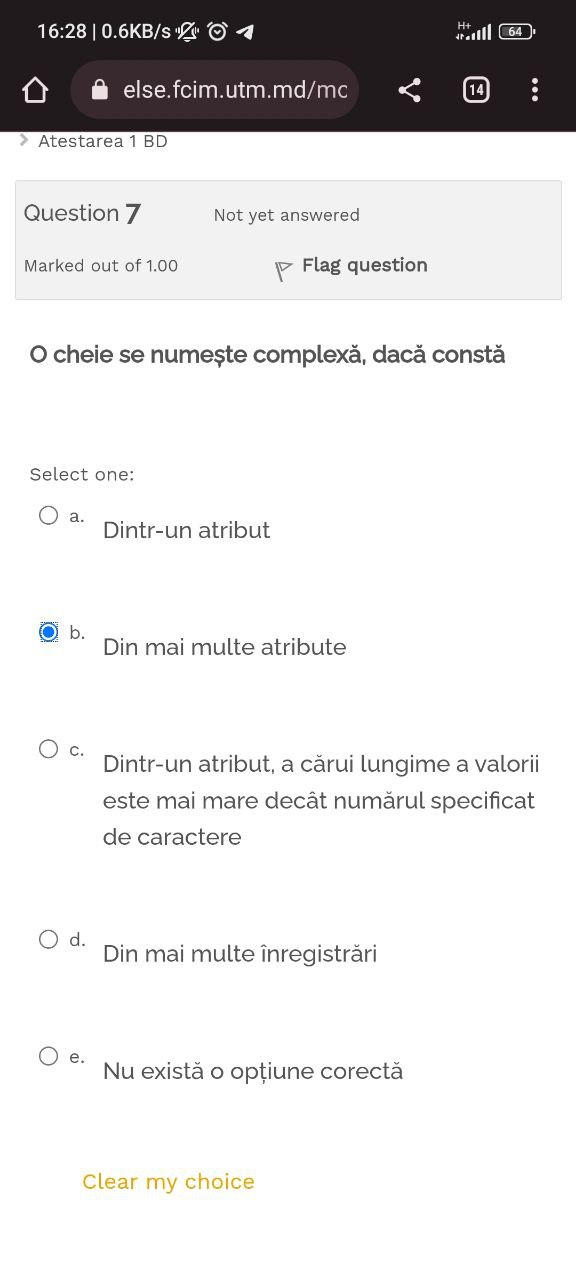 16:28 | 0.6KB/s
H+
64
else.fcim.utm.md/mc
14
Atestarea 1 BD
Question 7
Not yet answered
Marked out of 1.00
Flag question
O cheie se numește complexă, dacă constă
Select one:
a. Dintr-un atribut
b. Din mai multe atribute
c. Dintr-un atribut, a cărui lungime a valorii
este mai mare decât numărul specificat
de caractere
d. Din mai multe înregistrări
e. Nu există o opțiune corectă
Clear my choice